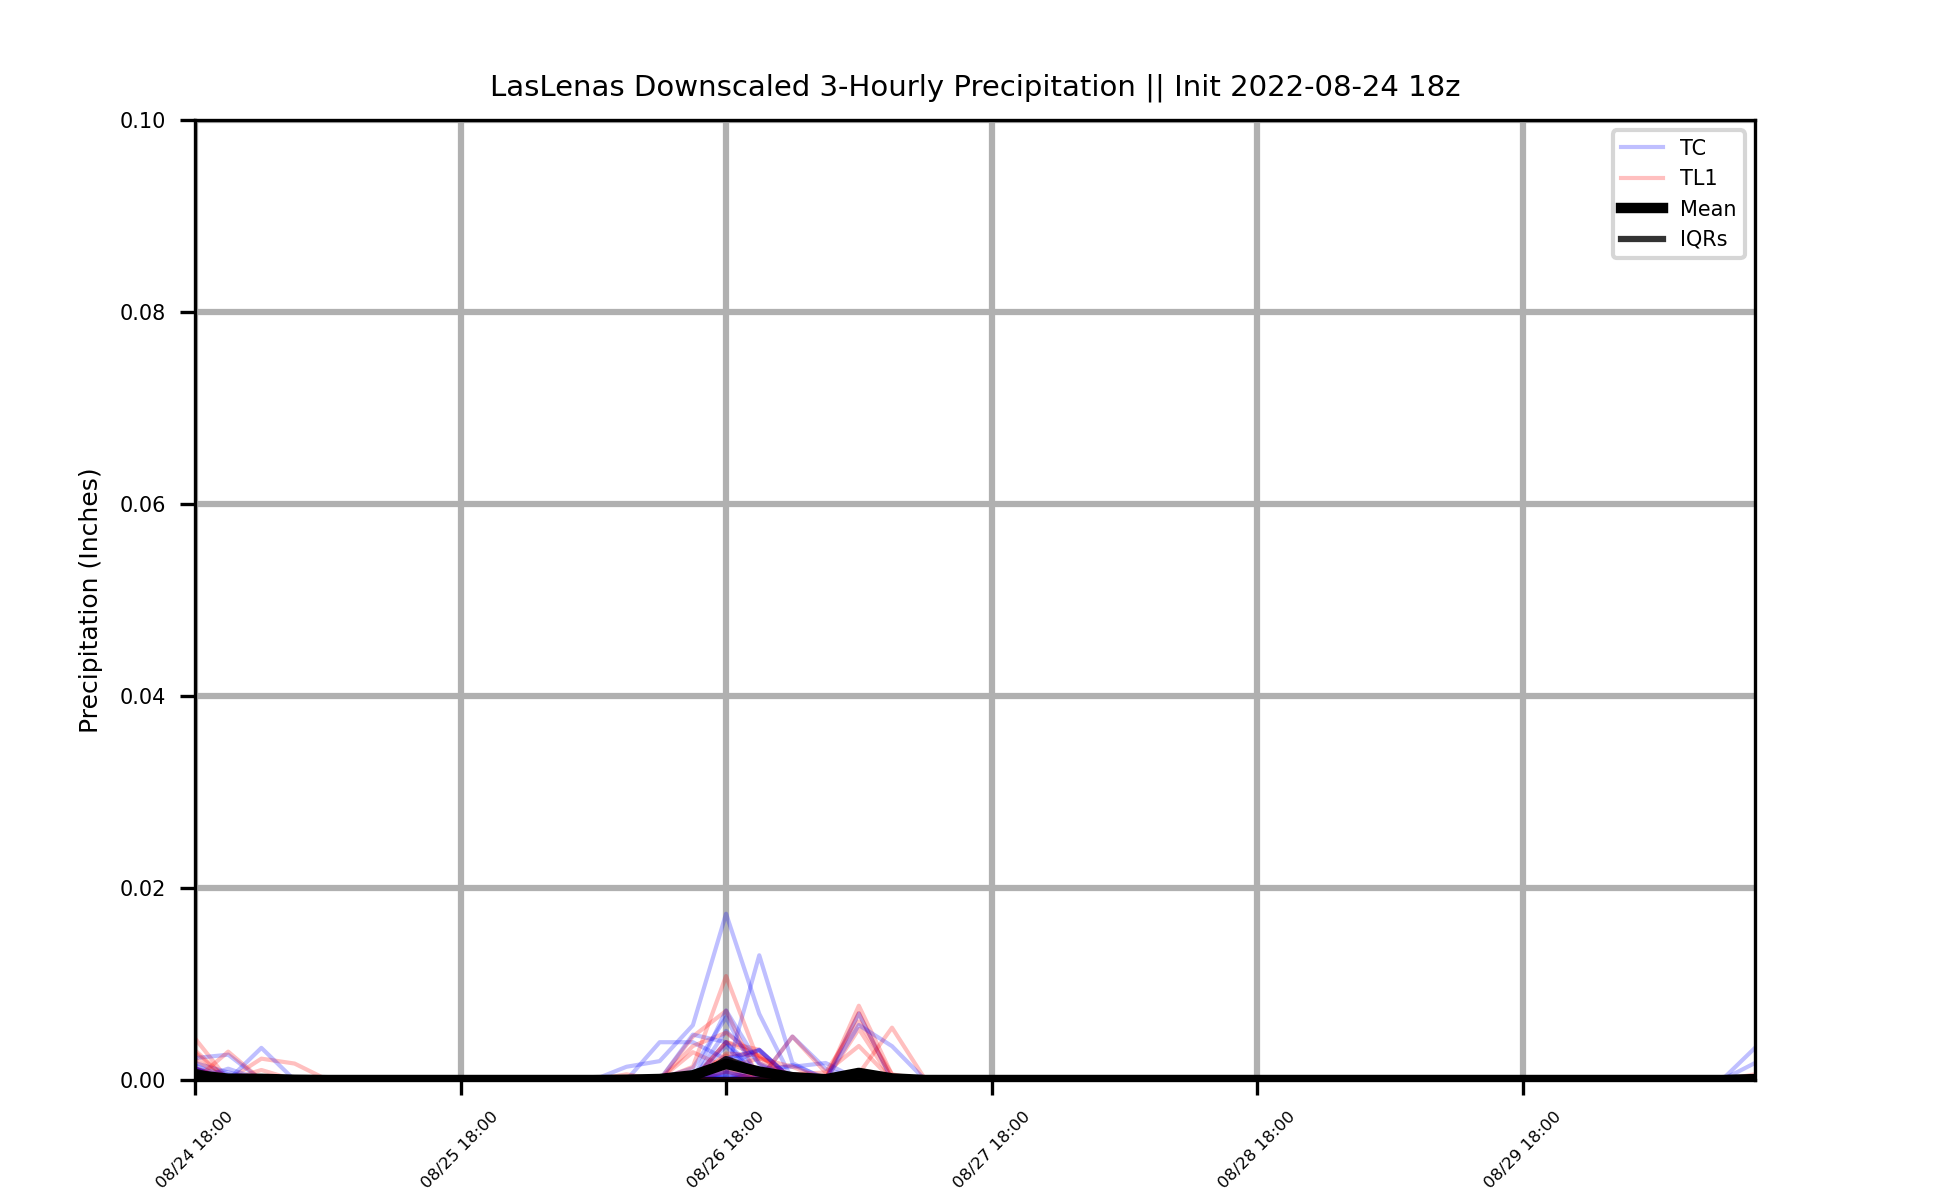 LasLenas Downscaled 3-Hourly Precipitation || Init 2022-08-24 18z
0.10
0.08
0.06
0.04
0.02
0.00
Precipitation (Inches)
TC
TL1
Mean
IQRs
08/24 18:00
08/25 18:00
08/26 18:00
08/27 18:00
08/28 18:00
08/29 18:00